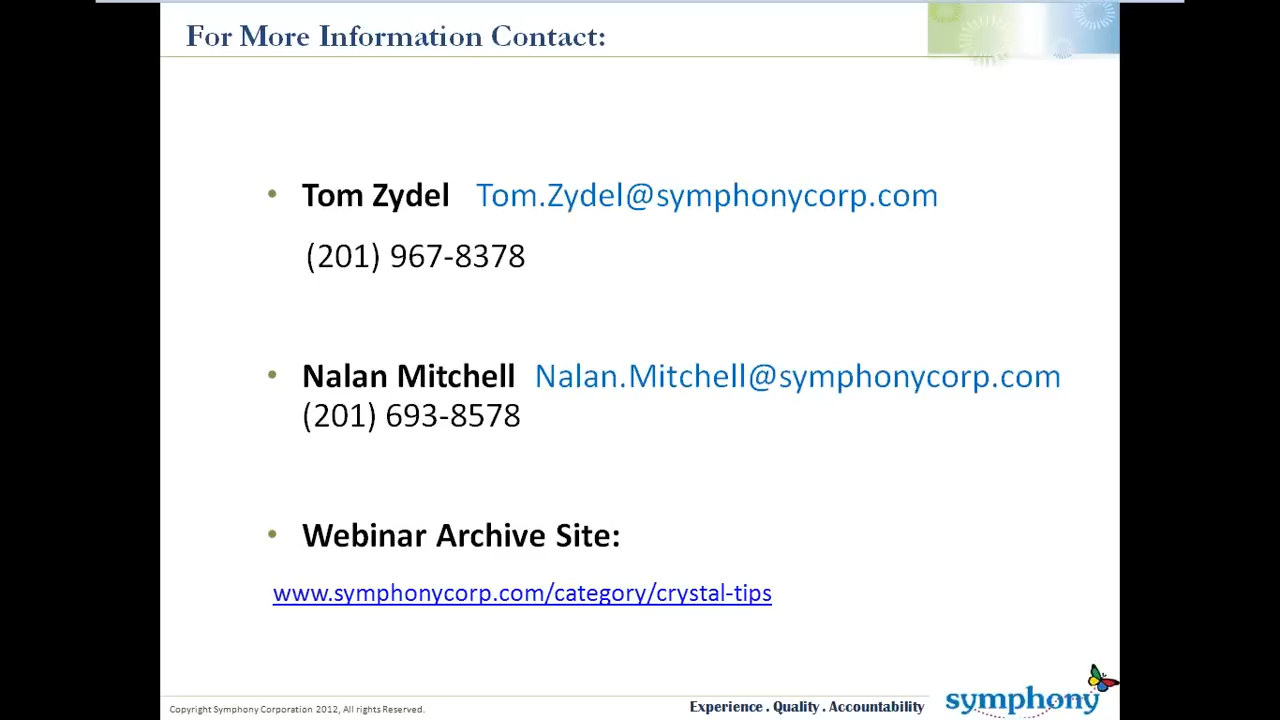 For More Information Contact:
• Tom Zydel Tom.Zydel@symphonycorp.com
(201) 967-8378
• Nalan Mitchell Nalan.Mitchell@symphonycorp.com
(201) 693-8578
• Webinar Archive Site:
www.symphonycorp.com/category/crystal-tips
Copyright Symphony Corporation 2012, All rights Reserved.
Experience . Quality . Accountability
symphony